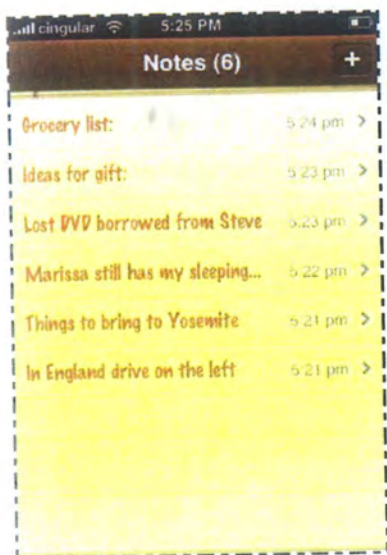 cingular 5:25 PM
Notes (6) +
Grocery list: 5:24 pm >
Ideas for gift: 5:23 pm >
Lost DVD borrowed from Steve 5:23 pm >
Marissa still has my sleeping... 5:22 pm >
Things to bring to Yosemite 5:21 pm >
In England drive on the left 5:21 pm >